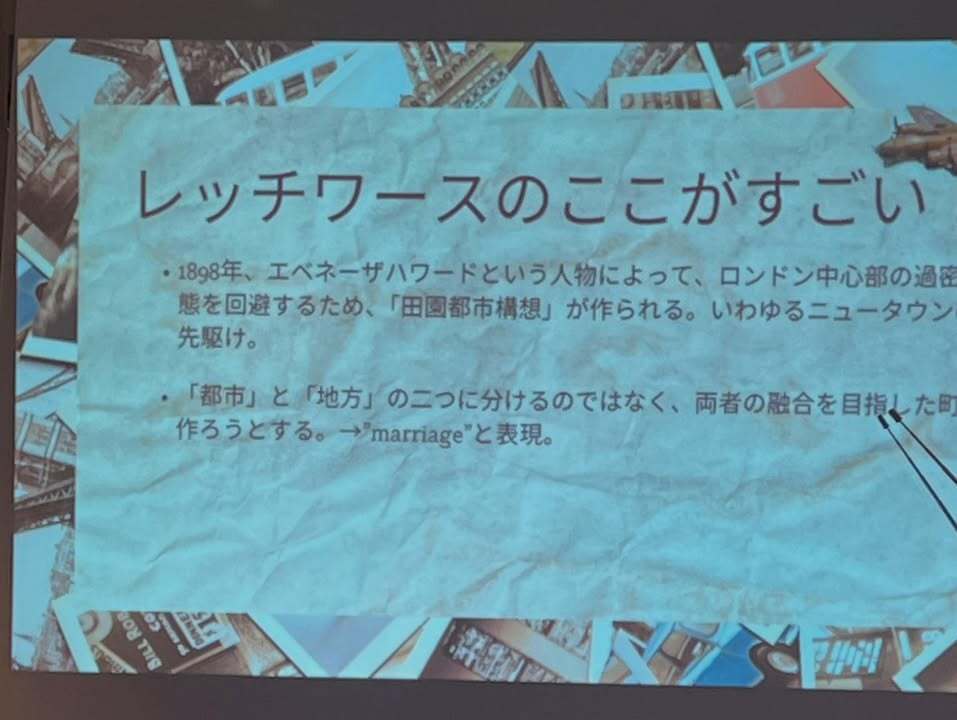 レッチワースのここがすごい
• 1898年、エベネーザハワードという人物によって、ロンドン中心部の過密
態を回避するため、「田園都市構想」が作られる。いわゆるニュータウン
先駆け。
• 「都市」と「地方」の二つに分けるのではなく、両者の融合を目指した町
作ろうとする。→”marriage”と表現。
BILL ROB